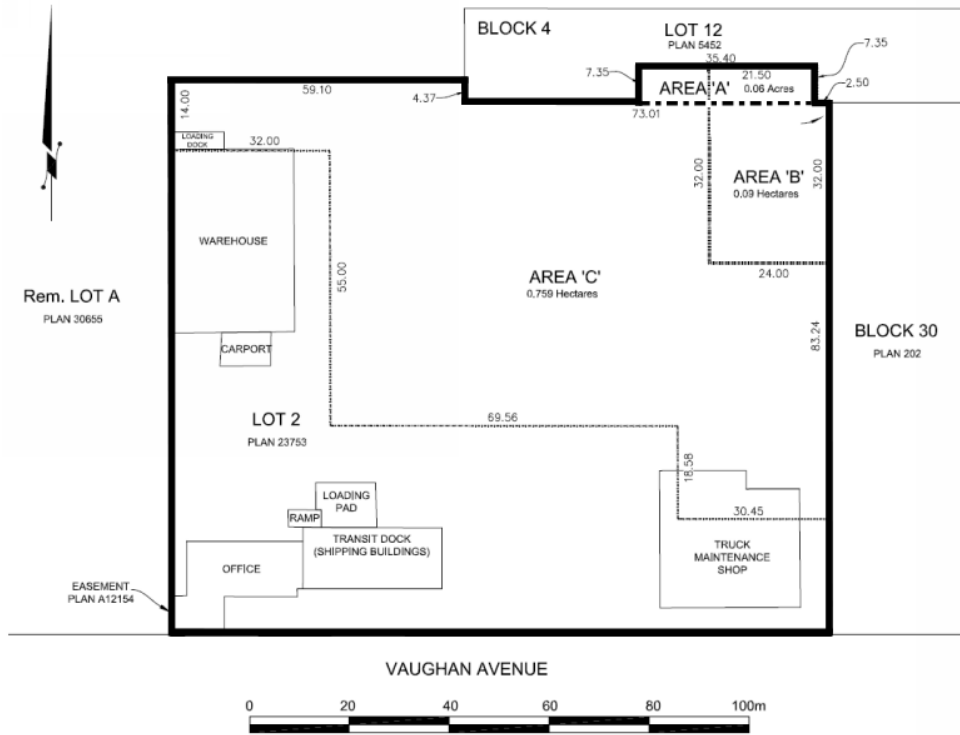 BLOCK 4
LOT 12
PLAN 5452
35.40
7.35
7.35
21.50
2.50
AREA 'A'
0.06 Acres
59.10
4.37
73.01
14.00
LOADING
DOCK
32.00
32.00
AREA 'B'
0.09 Hectares
32.00
24.00
WAREHOUSE
55.00
AREA 'C'
0.759 Hectares
Rem. LOT A
PLAN 30655
83.24
BLOCK 30
PLAN 202
CARPORT
LOT 2
PLAN 23753
69.56
18.58
30.45
LOADING
PAD
RAMP
TRANSIT DOCK
(SHIPPING BUILDINGS)
OFFICE
TRUCK
MAINTENANCE
SHOP
EASEMENT
PLAN A12154
VAUGHAN AVENUE
0 20 40 60 80 100m